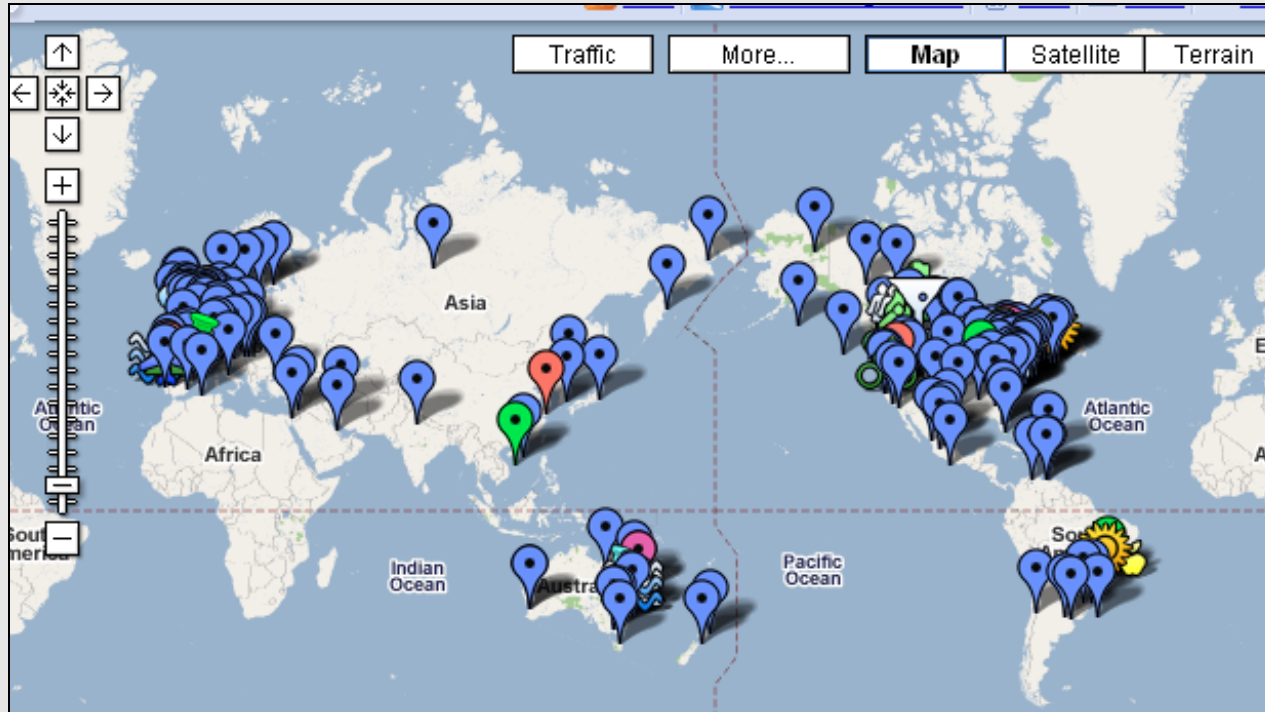 Traffic
More...
Map
Satellite
Terrain
Asia
Atlantic
Ocean
Africa
Atlantic
Ocean
Indian
Ocean
Pacific
Ocean